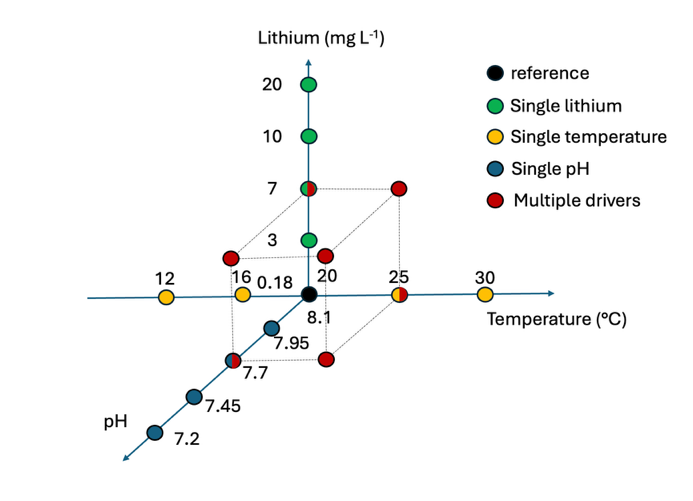 Lithium (mg L⁻¹)
20
10
7
3
12
16
0.18
20
25
30
8.1
Temperature (°C)
7.95
7.7
7.45
pH
7.2
reference
Single lithium
Single temperature
Single pH
Multiple drivers